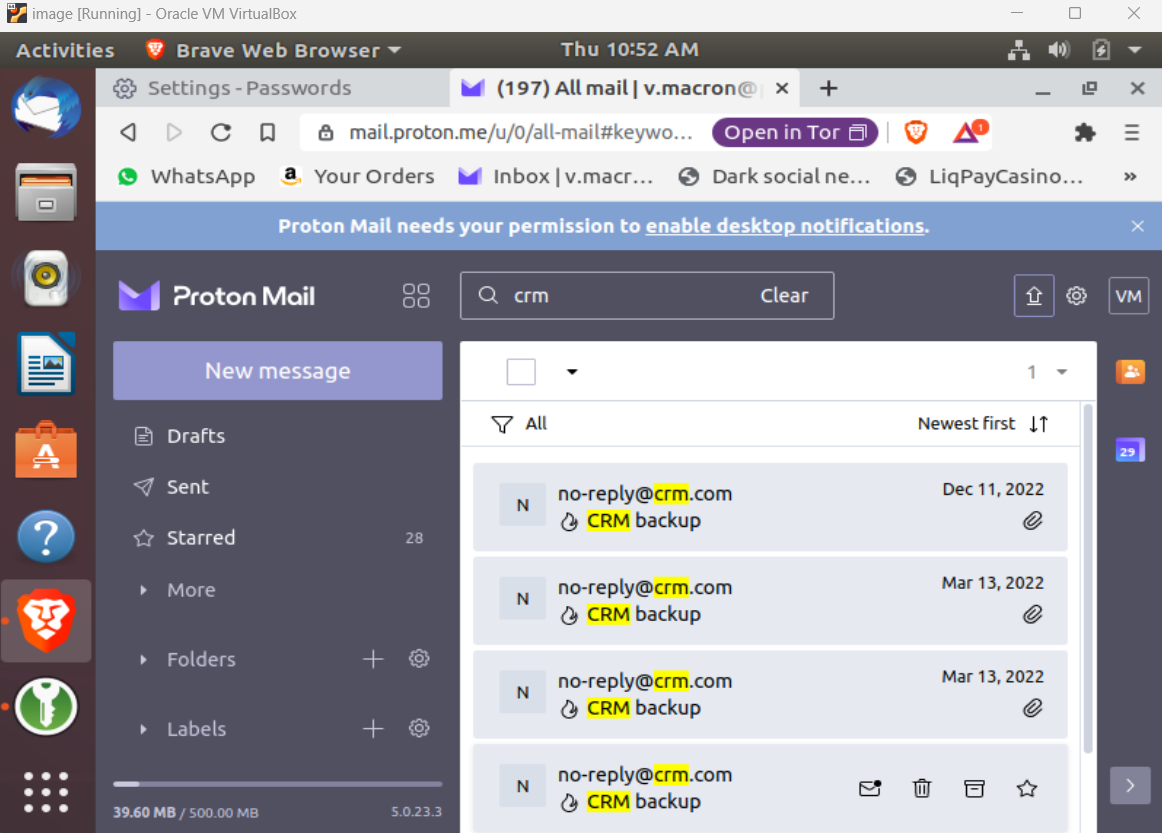 image [Running] - Oracle VM VirtualBox
Activities Brave Web Browser Thu 10:52 AM
Settings - Passwords (197) All mail | v.macron@
mail.proton.me/u/0/all-mail#keywo... Open in Tor 1
WhatsApp Your Orders Inbox | v.macr... Dark social ne... LiqPayCasino... »
Proton Mail needs your permission to enable desktop notifications.
Proton Mail crm Clear VM
New message
Drafts
Sent
Starred 28
More
Folders
Labels
39.60 MB / 500.00 MB 5.0.23.3
1
All Newest first
N no-reply@crm.com Dec 11, 2022
CRM backup
N no-reply@crm.com Mar 13, 2022
CRM backup
N no-reply@crm.com Mar 13, 2022
CRM backup
N no-reply@crm.com
CRM backup
29